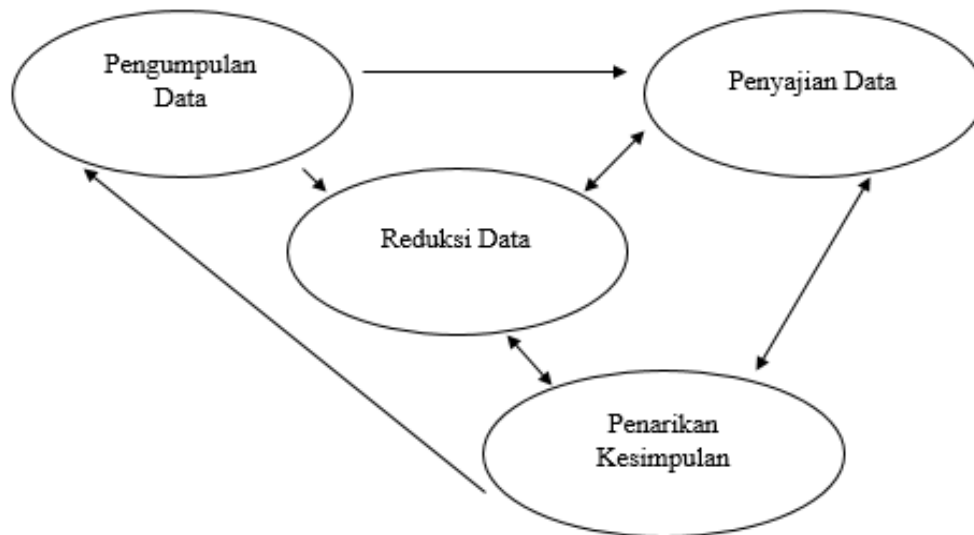 Pengumpulan
Data
Penyajian Data
Reduksi Data
Penarikan
Kesimpulan